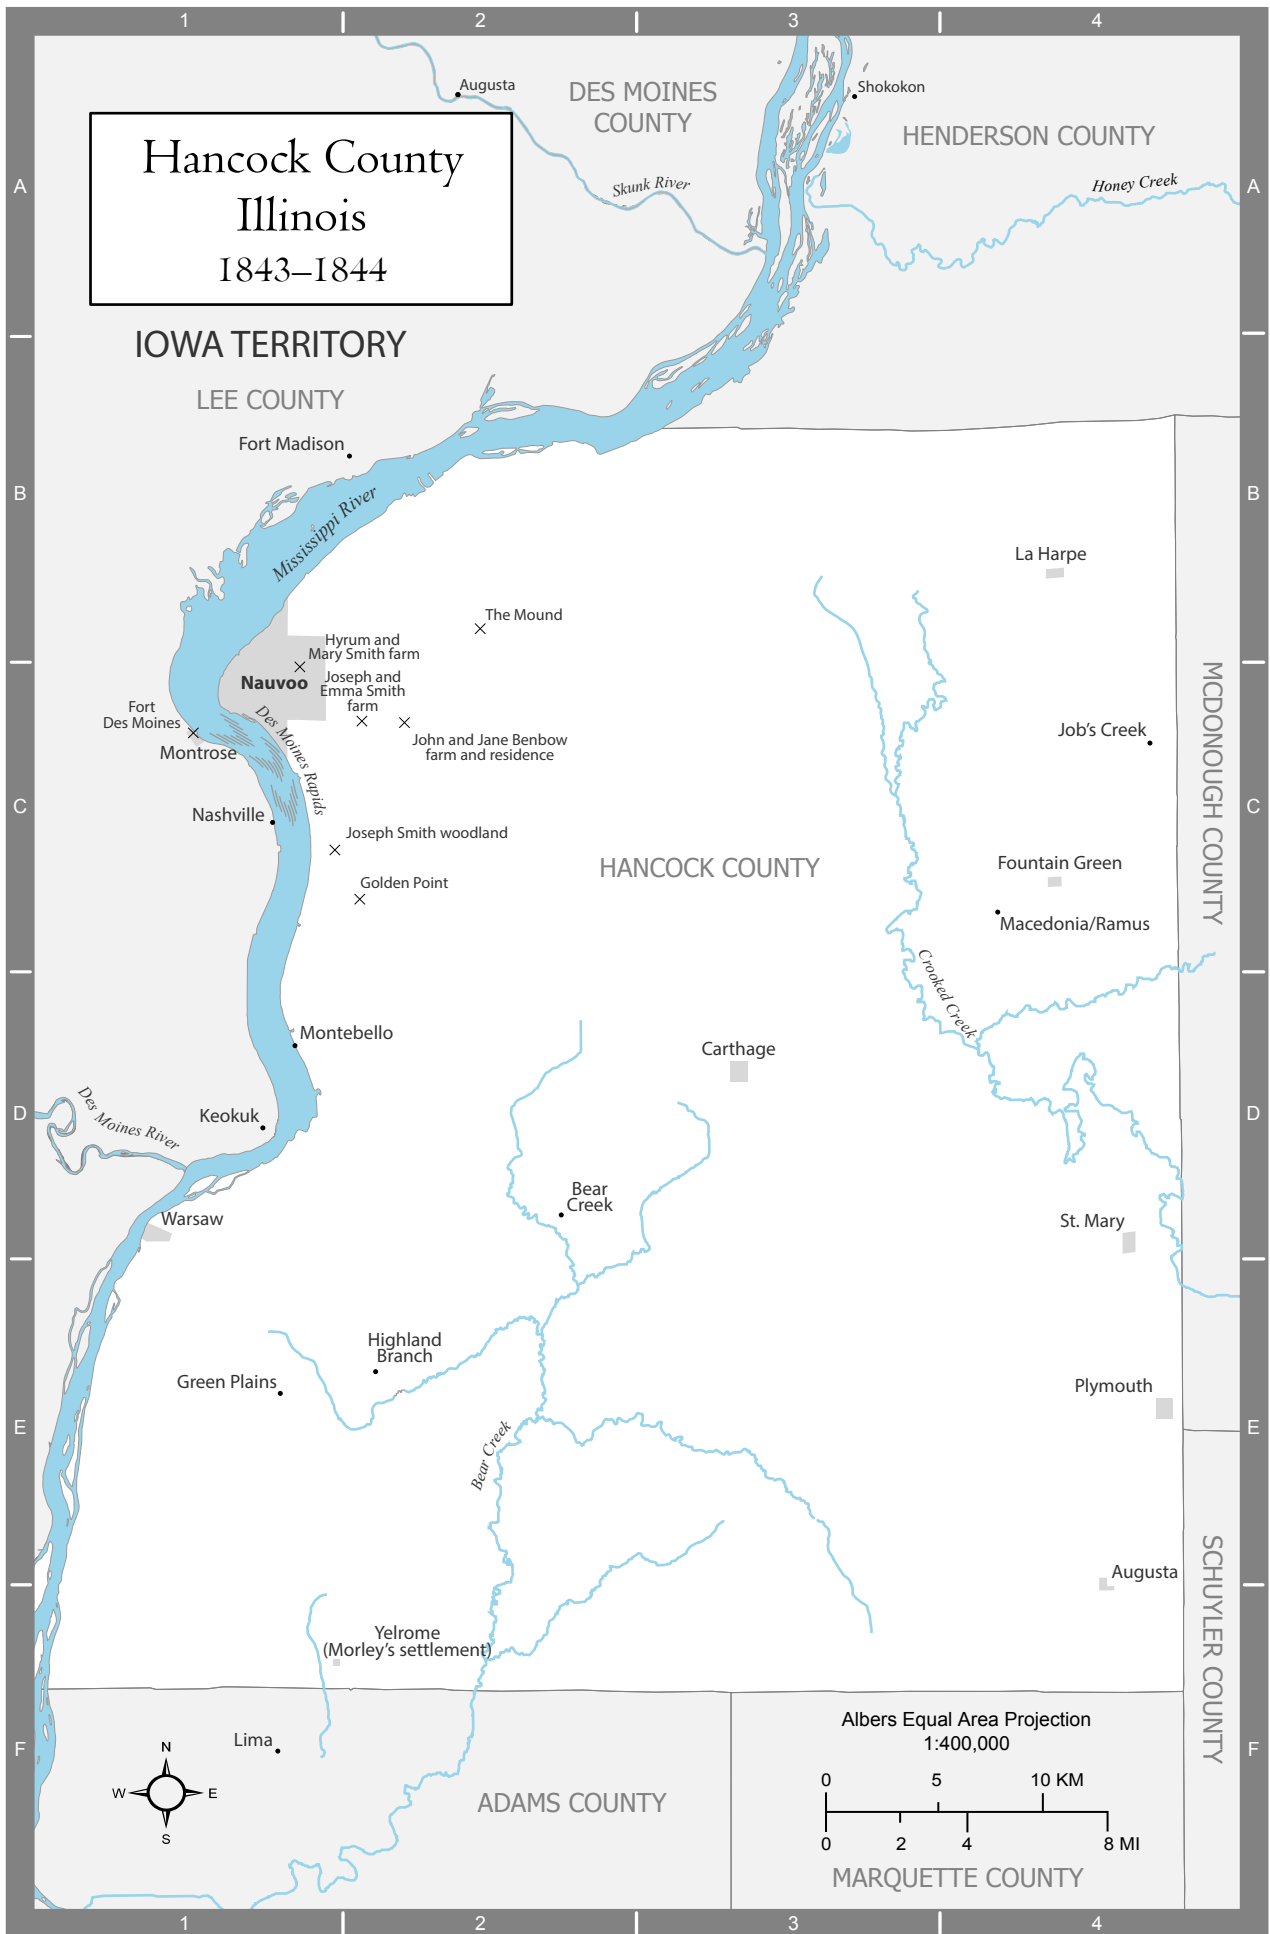 1 2 3 4
Augusta
DES MOINES
COUNTY
Shokokon
HENDERSON COUNTY
Hancock County
Illinois
1843–1844
A
Skunk River
Honey Creek
A
IOWA TERRITORY
LEE COUNTY
Fort Madison
B
Mississippi River
B
La Harpe
The Mound
Hyrum and
Mary Smith farm
Nauvoo
Joseph and
Emma Smith
farm
Fort
Des Moines
Montrose
Des Moines Rapids
John and Jane Benbow
farm and residence
Job's Creek
MCDONOUGH COUNTY
C
Nashville
Joseph Smith woodland
C
HANCOCK COUNTY
Fountain Green
Golden Point
Macedonia/Ramus
Crooked Creek
Montebello
Carthage
D
Des Moines River
Keokuk
D
Bear
Creek
Warsaw
St. Mary
Highland
Branch
Green Plains
Plymouth
E
Bear Creek
E
Augusta
SCHUYLER COUNTY
Yelrome
(Morley's settlement)
Lima
F
N
W E
S
ADAMS COUNTY
Albers Equal Area Projection
1:400,000
0 5 10 KM
0 2 4 8 MI
MARQUETTE COUNTY
F
1 2 3 4